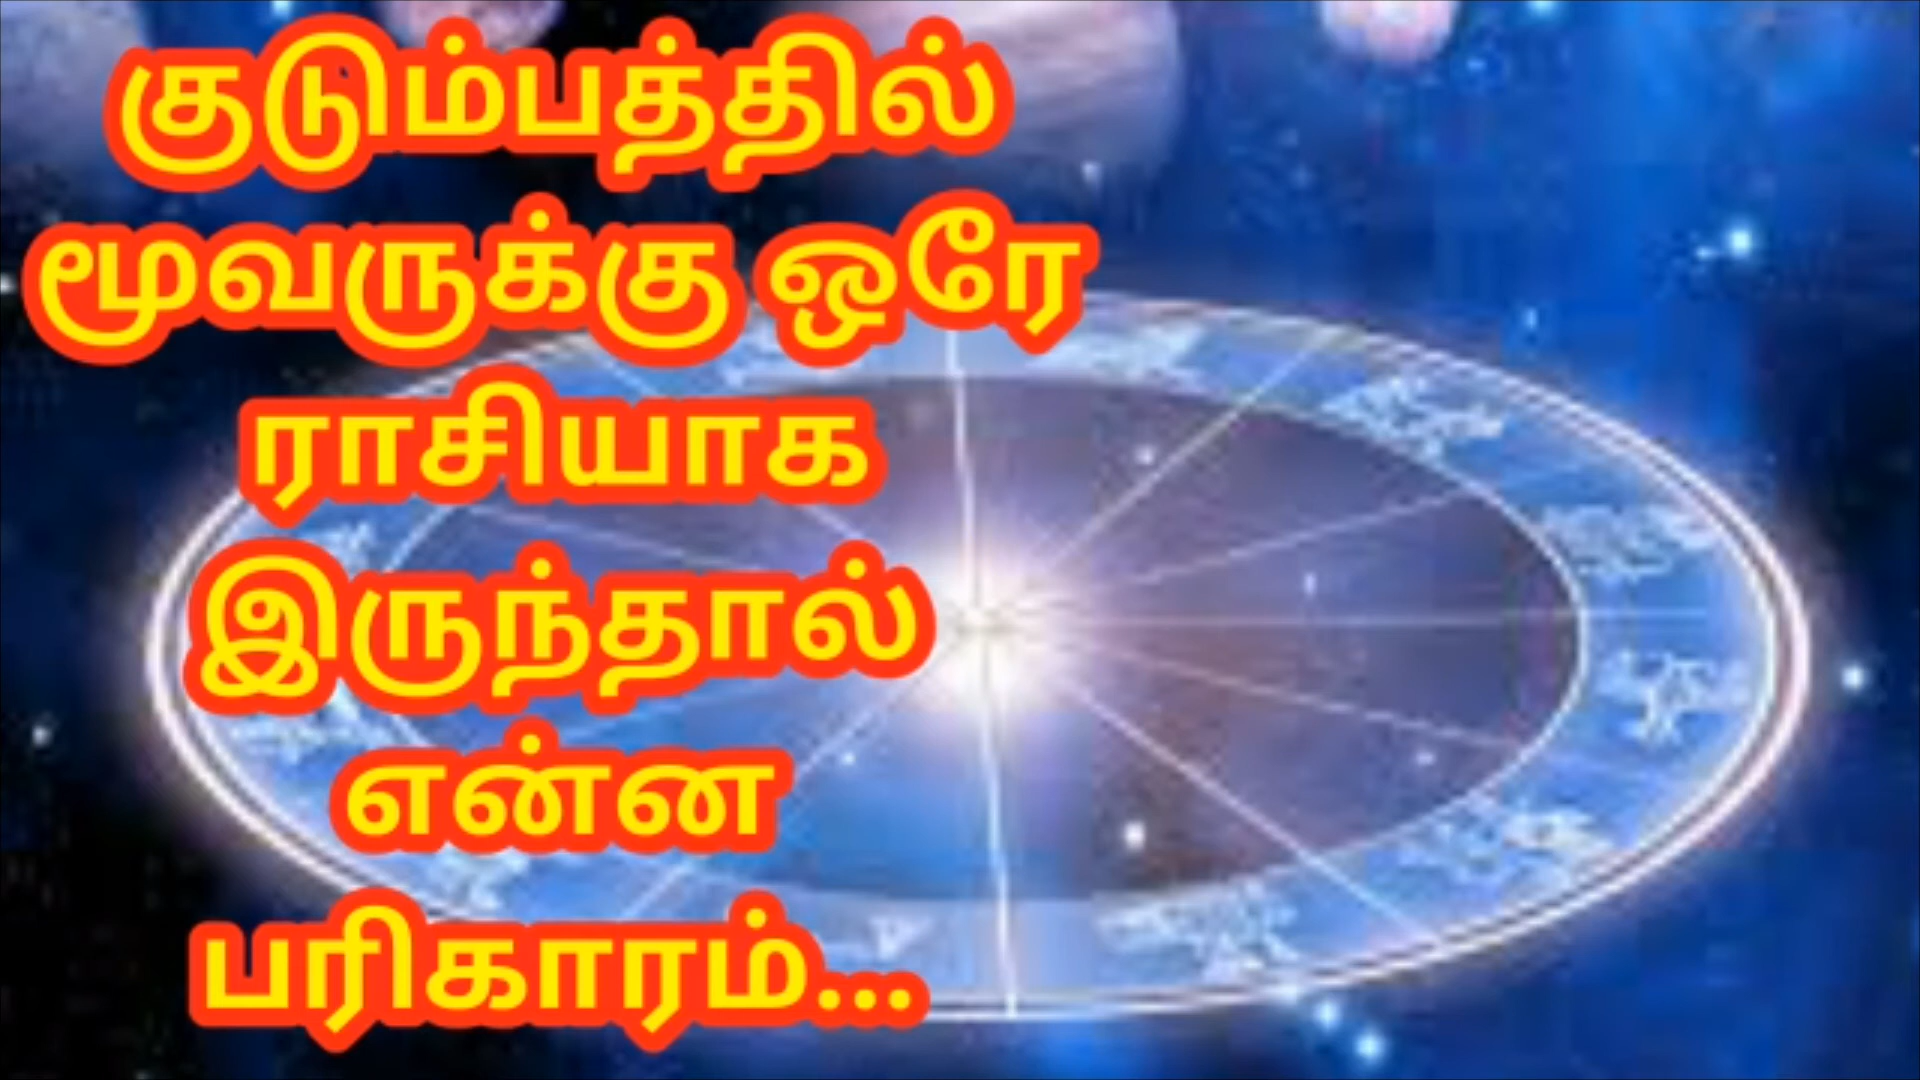 குடும்பத்தில்
மூவருக்கு ஒரே
ராசியாக
இருந்தால்
என்ன
பரிகாரம்...